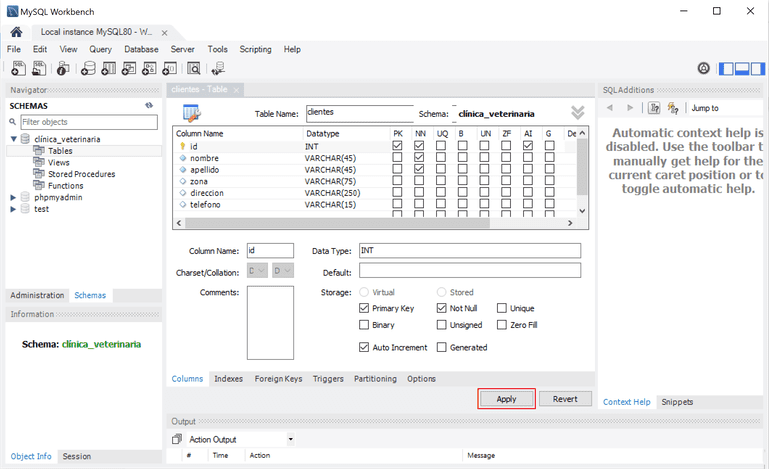 MySQL Workbench
Local instance MySQL80 - W... ×
File Edit View Query Database Server Tools Scripting Help
Navigator
SCHEMAS
Filter objects
clínica_veterinaria
Tables
Views
Stored Procedures
Functions
phpmyadmin
test
Administration Schemas
Information
Schema: clínica_veterinaria
Object Info Session
clientes - Table ×
Table Name: clientes Schema: clínica_veterinaria
Column Name Datatype PK NN UQ B UN ZF AI G De
id INT
nombre VARCHAR(45)
apellido VARCHAR(45)
zona VARCHAR(75)
direccion VARCHAR(250)
telefono VARCHAR(15)
Column Name: id Data Type: INT
Charset/Collation: D D Default:
Comments: Storage: Virtual Stored
Primary Key Not Null Unique
Binary Unsigned Zero Fill
Auto Increment Generated
Columns Indexes Foreign Keys Triggers Partitioning Options
Apply Revert
Output
Action Output
# Time Action Message
SQLAdditions
Jump to
Automatic context help is
disabled. Use the toolbar t
manually get help for the
current caret position or to
toggle automatic help.
Context Help Snippets